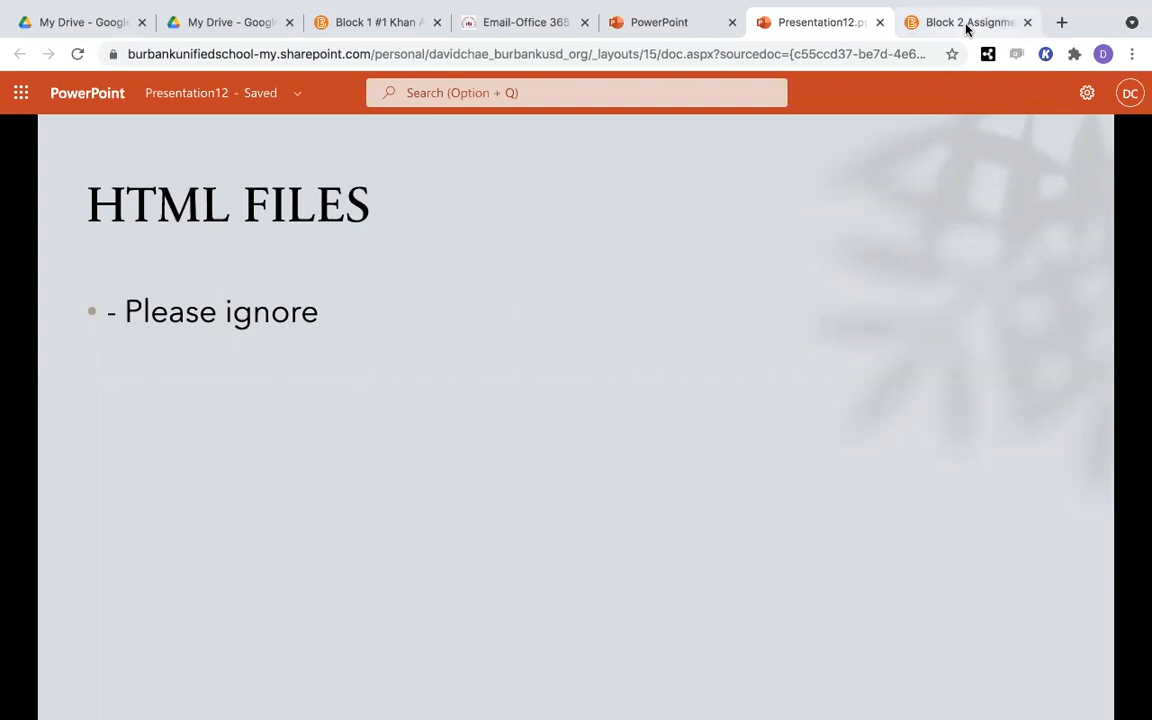 My Drive - Google
My Drive - Google
Block 1 #1 Khan A
Email-Office 365
PowerPoint
Presentation12.p
Block 2 Assignme
burbankunifiedschool-my.sharepoint.com/personal/davidchae_burbankusd_org/_layouts/15/doc.aspx?sourcedoc={c55ccd37-be7d-4e6...
D
PowerPoint
Presentation12 - Saved
Search (Option + Q)
DC
HTML FILES
- Please ignore